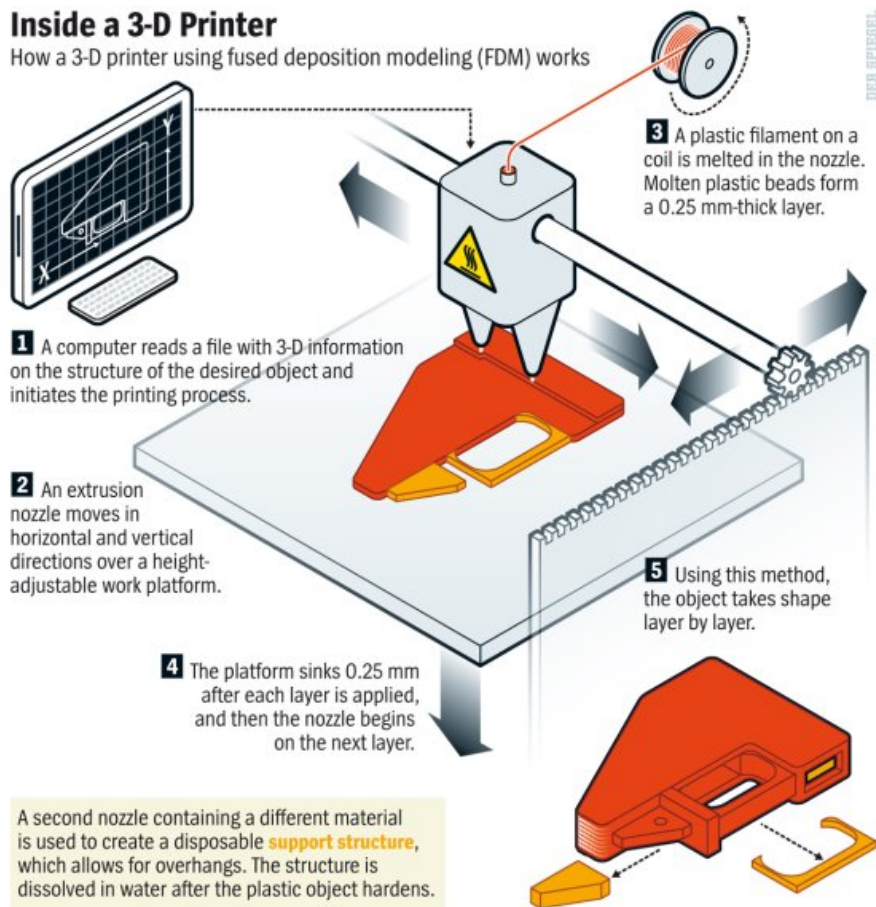 Inside a 3-D Printer
How a 3-D printer using fused deposition modeling (FDM) works
DER SPIEGEL
Y
X
1 A computer reads a file with 3-D information
on the structure of the desired object and
initiates the printing process.
2 An extrusion
nozzle moves in
horizontal and vertical
directions over a height-
adjustable work platform.
3 A plastic filament on a
coil is melted in the nozzle.
Molten plastic beads form
a 0.25 mm-thick layer.
4 The platform sinks 0.25 mm
after each layer is applied,
and then the nozzle begins
on the next layer.
5 Using this method,
the object takes shape
layer by layer.
A second nozzle containing a different material
is used to create a disposable support structure,
which allows for overhangs. The structure is
dissolved in water after the plastic object hardens.